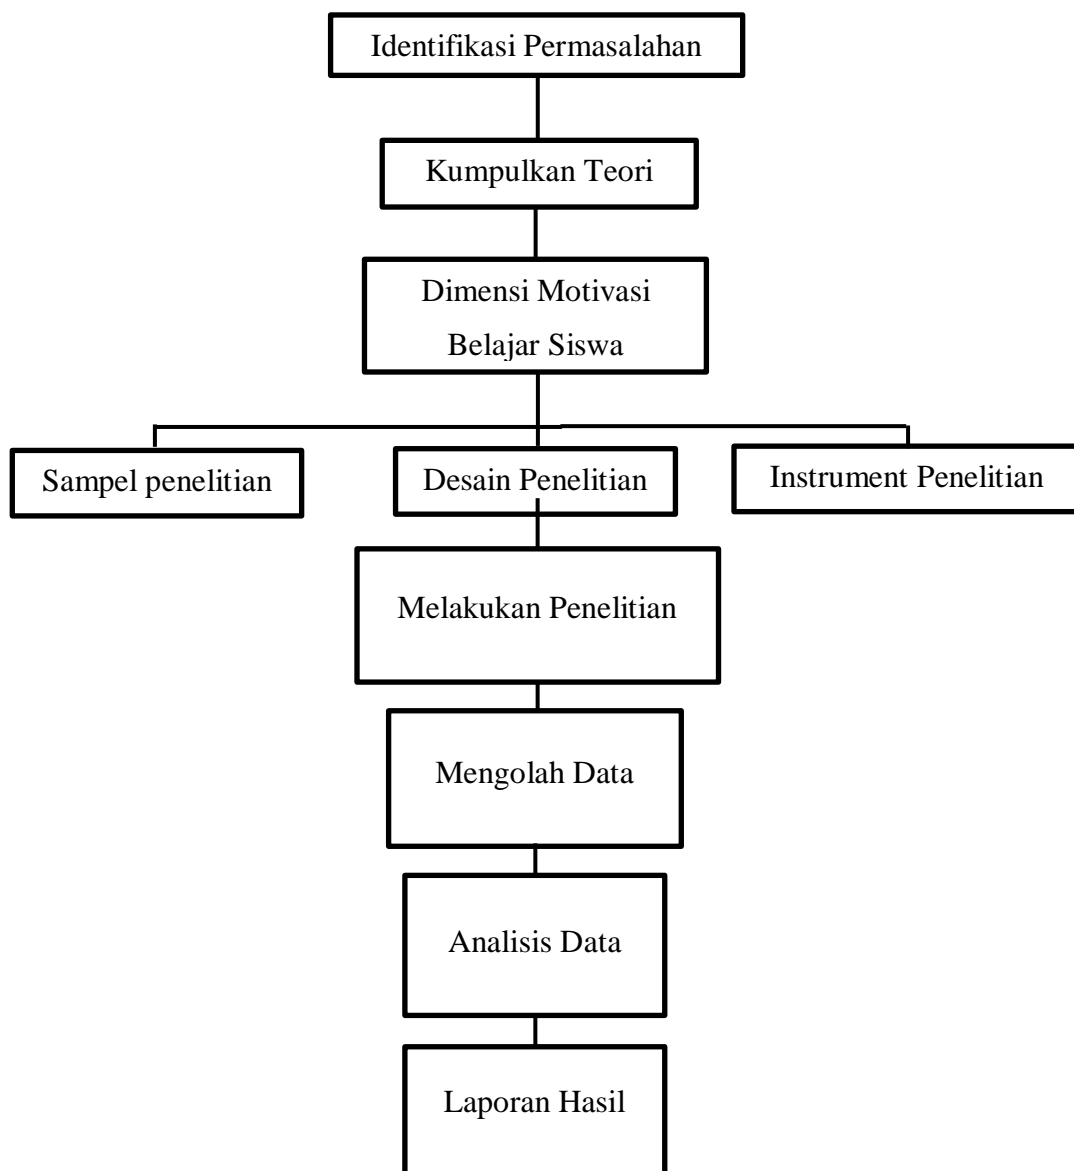 Identifikasi Permasalahan
Kumpulkan Teori
Dimensi Motivasi
Belajar Siswa
Sampel penelitian
Desain Penelitian
Instrument Penelitian
Melakukan Penelitian
Mengolah Data
Analisis Data
Laporan Hasil